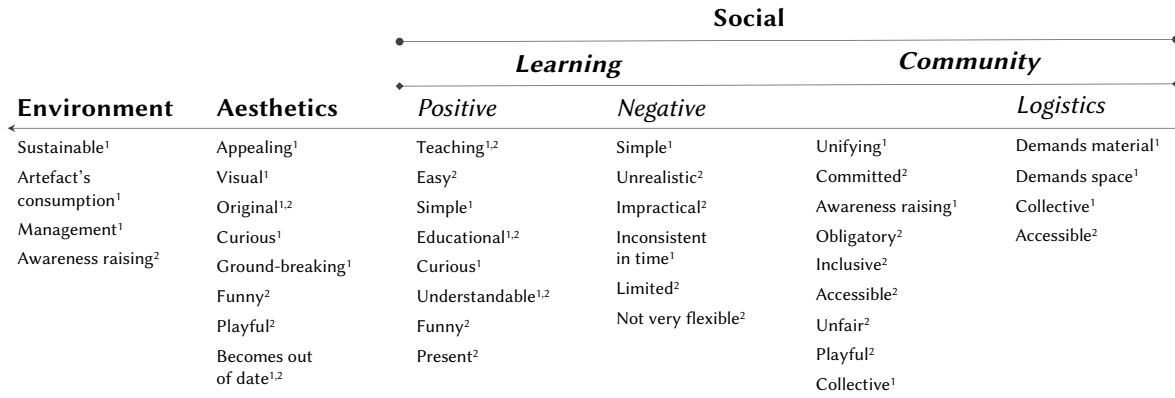 Social
Learning
Community
Environment
Aesthetics
Positive
Negative
Logistics
Sustainable¹
Artefact’s
consumption¹
Management¹
Awareness raising²
Appealing¹
Visual¹
Original¹,²
Curious¹
Ground-breaking¹
Funny²
Playful²
Becomes out
of date¹,²
Teaching¹,²
Easy²
Simple¹
Educational¹,²
Curious¹
Understandable¹,²
Funny²
Present²
Simple¹
Unrealistic²
Impractical²
Inconsistent
in time¹
Limited²
Not very flexible²
Unifying¹
Committed²
Awareness raising¹
Obligatory²
Inclusive²
Accessible²
Unfair²
Playful²
Collective¹
Demands material¹
Demands space¹
Collective¹
Accessible²